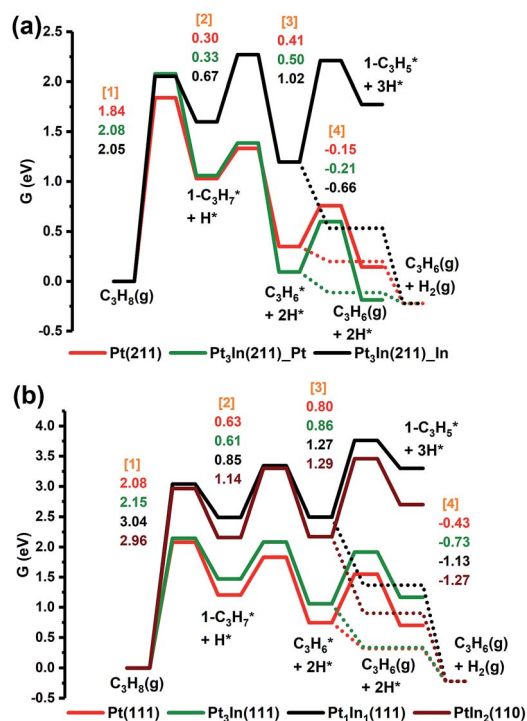 (a)
[1]
1.84
2.08
2.05
[2]
0.30
0.33
0.67
[3]
0.41
0.50
1.02
[4]
-0.15
-0.21
-0.66
2.5
2.0
1.5
1.0
0.5
0.0
-0.5
G (eV)
C₃H₈(g)
1-C₃H₇*
+ H*
C₃H₆*
+ 2H*
1-C₃H₅*
+ 3H*
C₃H₆(g)
+ 2H*
C₃H₆(g)
+ H₂(g)
Pt(211) Pt₃In(211)_Pt Pt₃In(211)_In
(b)
[1]
2.08
2.15
3.04
2.96
[2]
0.63
0.61
0.85
1.14
[3]
0.80
0.86
1.27
1.29
[4]
-0.43
-0.73
-1.13
-1.27
4.0
3.5
3.0
2.5
2.0
1.5
1.0
0.5
0.0
-0.5
G (eV)
C₃H₈(g)
1-C₃H₇*
+ H*
C₃H₆*
+ 2H*
1-C₃H₅*
+ 3H*
C₃H₆(g)
+ 2H*
C₃H₆(g)
+ H₂(g)
Pt(111) Pt₃In(111) Pt₁In₁(111) PtIn₂(110)